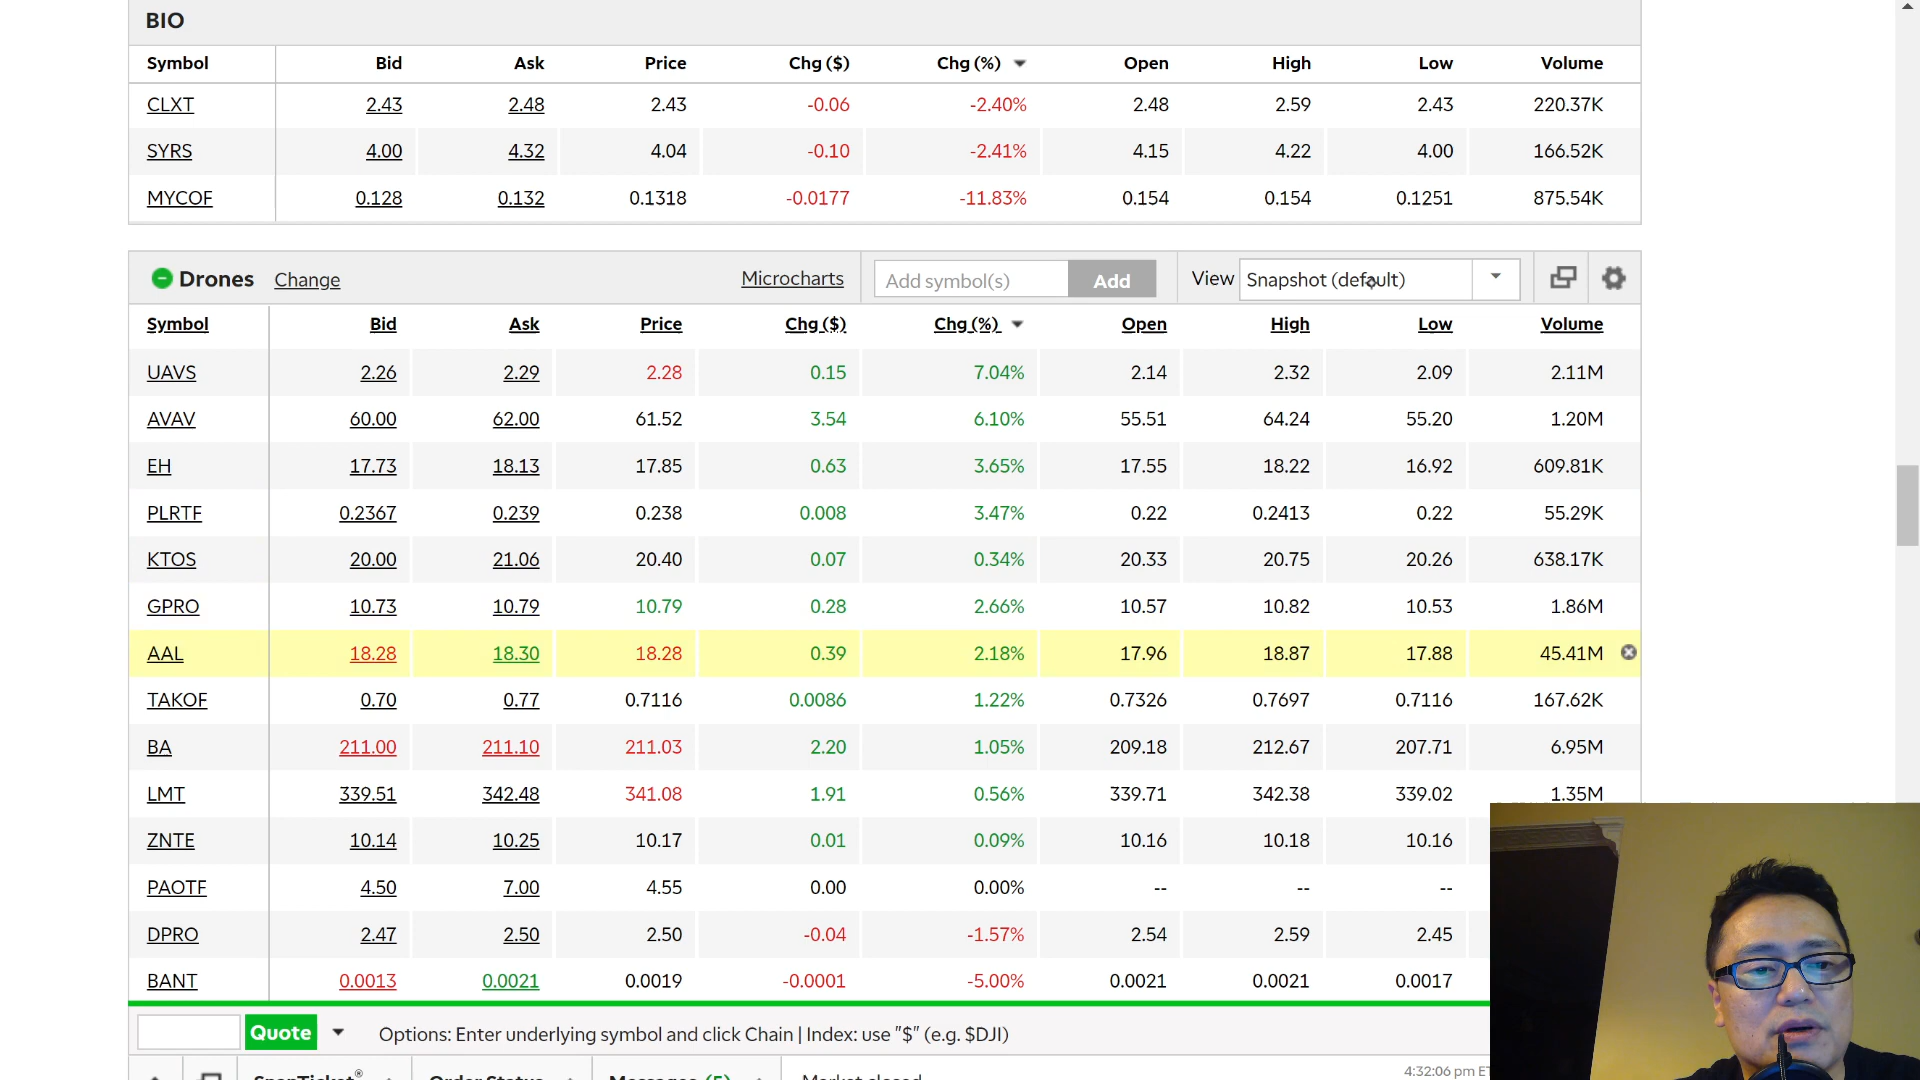 BIO
Symbol Bid Ask Price Chg ($) Chg (%) Open High Low Volume
CLXT 2.43 2.48 2.43 -0.06 -2.40% 2.48 2.59 2.43 220.37K
SYRS 4.00 4.32 4.04 -0.10 -2.41% 4.15 4.22 4.00 166.52K
MYCOF 0.128 0.132 0.1318 -0.0177 -11.83% 0.154 0.154 0.1251 875.54K
Drones Change Microcharts Add symbol(s) Add View Snapshot (default)
Symbol Bid Ask Price Chg ($) Chg (%) Open High Low Volume
UAVS 2.26 2.29 2.28 0.15 7.04% 2.14 2.32 2.09 2.11M
AVAV 60.00 62.00 61.52 3.54 6.10% 55.51 64.24 55.20 1.20M
EH 17.73 18.13 17.85 0.63 3.65% 17.55 18.22 16.92 609.81K
PLRTF 0.2367 0.239 0.238 0.008 3.47% 0.22 0.2413 0.22 55.29K
KTOS 20.00 21.06 20.40 0.07 0.34% 20.33 20.75 20.26 638.17K
GPRO 10.73 10.79 10.79 0.28 2.66% 10.57 10.82 10.53 1.86M
AAL 18.28 18.30 18.28 0.39 2.18% 17.96 18.87 17.88 45.41M
TAKOF 0.70 0.77 0.7116 0.0086 1.22% 0.7326 0.7697 0.7116 167.62K
BA 211.00 211.10 211.03 2.20 1.05% 209.18 212.67 207.71 6.95M
LMT 339.51 342.48 341.08 1.91 0.56% 339.71 342.38 339.02 1.35M
ZNTE 10.14 10.25 10.17 0.01 0.09% 10.16 10.18 10.16
PAOTF 4.50 7.00 4.55 0.00 0.00% -- -- --
DPRO 2.47 2.50 2.50 -0.04 -1.57% 2.54 2.59 2.45
BANT 0.0013 0.0021 0.0019 -0.0001 -5.00% 0.0021 0.0021 0.0017
Quote Options: Enter underlying symbol and click Chain | Index: use "$" (e.g. $DJI)
SnapTicket® Order Status Messages (5) Market closed 4:32:06 pm ET